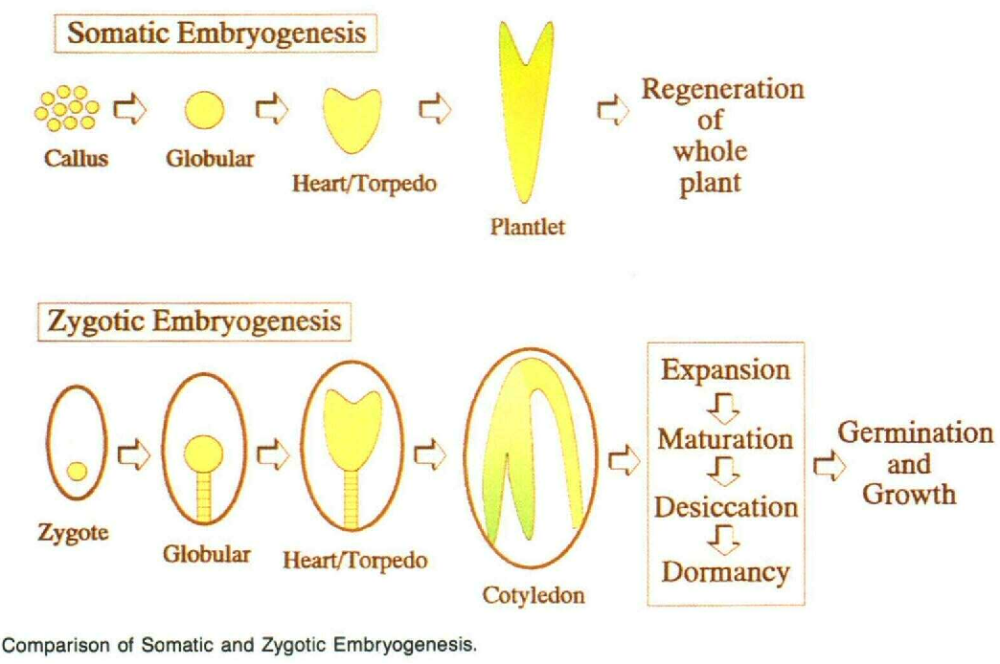 Somatic Embryogenesis
Callus
Globular
Heart/Torpedo
Plantlet
Regeneration
of
whole
plant
Zygotic Embryogenesis
Zygote
Globular
Heart/Torpedo
Cotyledon
Expansion
Maturation
Desiccation
Dormancy
Germination
and
Growth
Comparison of Somatic and Zygotic Embryogenesis.